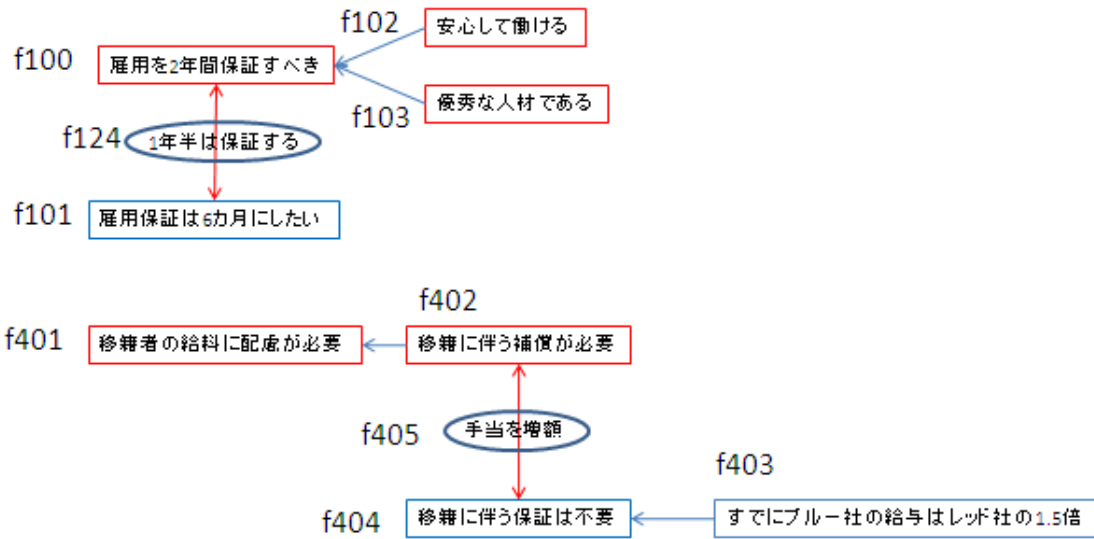 f102
安心して働ける
f100
雇用を2年間保証すべき
優秀な人材である
f103
f124
1年半は保証する
f101
雇用保証は6カ月にしたい
f402
f401
移籍者の給料に配慮が必要
移籍に伴う補償が必要
f405
手当を増額
f403
f404
移籍に伴う保証は不要
すでにブルー社の給与はレッド社の1.5倍